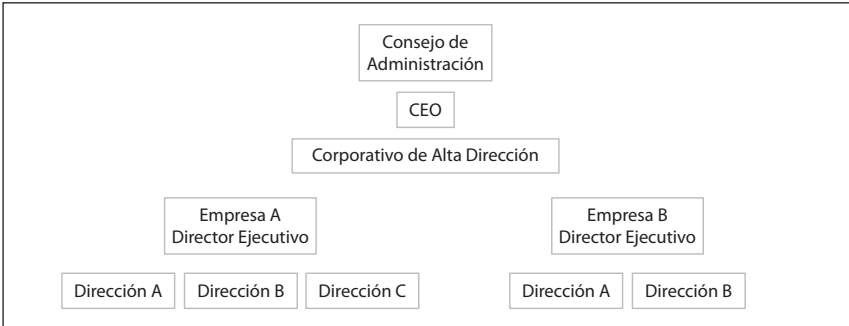 Consejo de
Administración
CEO
Corporativo de Alta Dirección
Empresa A
Director Ejecutivo
Empresa B
Director Ejecutivo
Dirección A
Dirección B
Dirección C
Dirección A
Dirección B